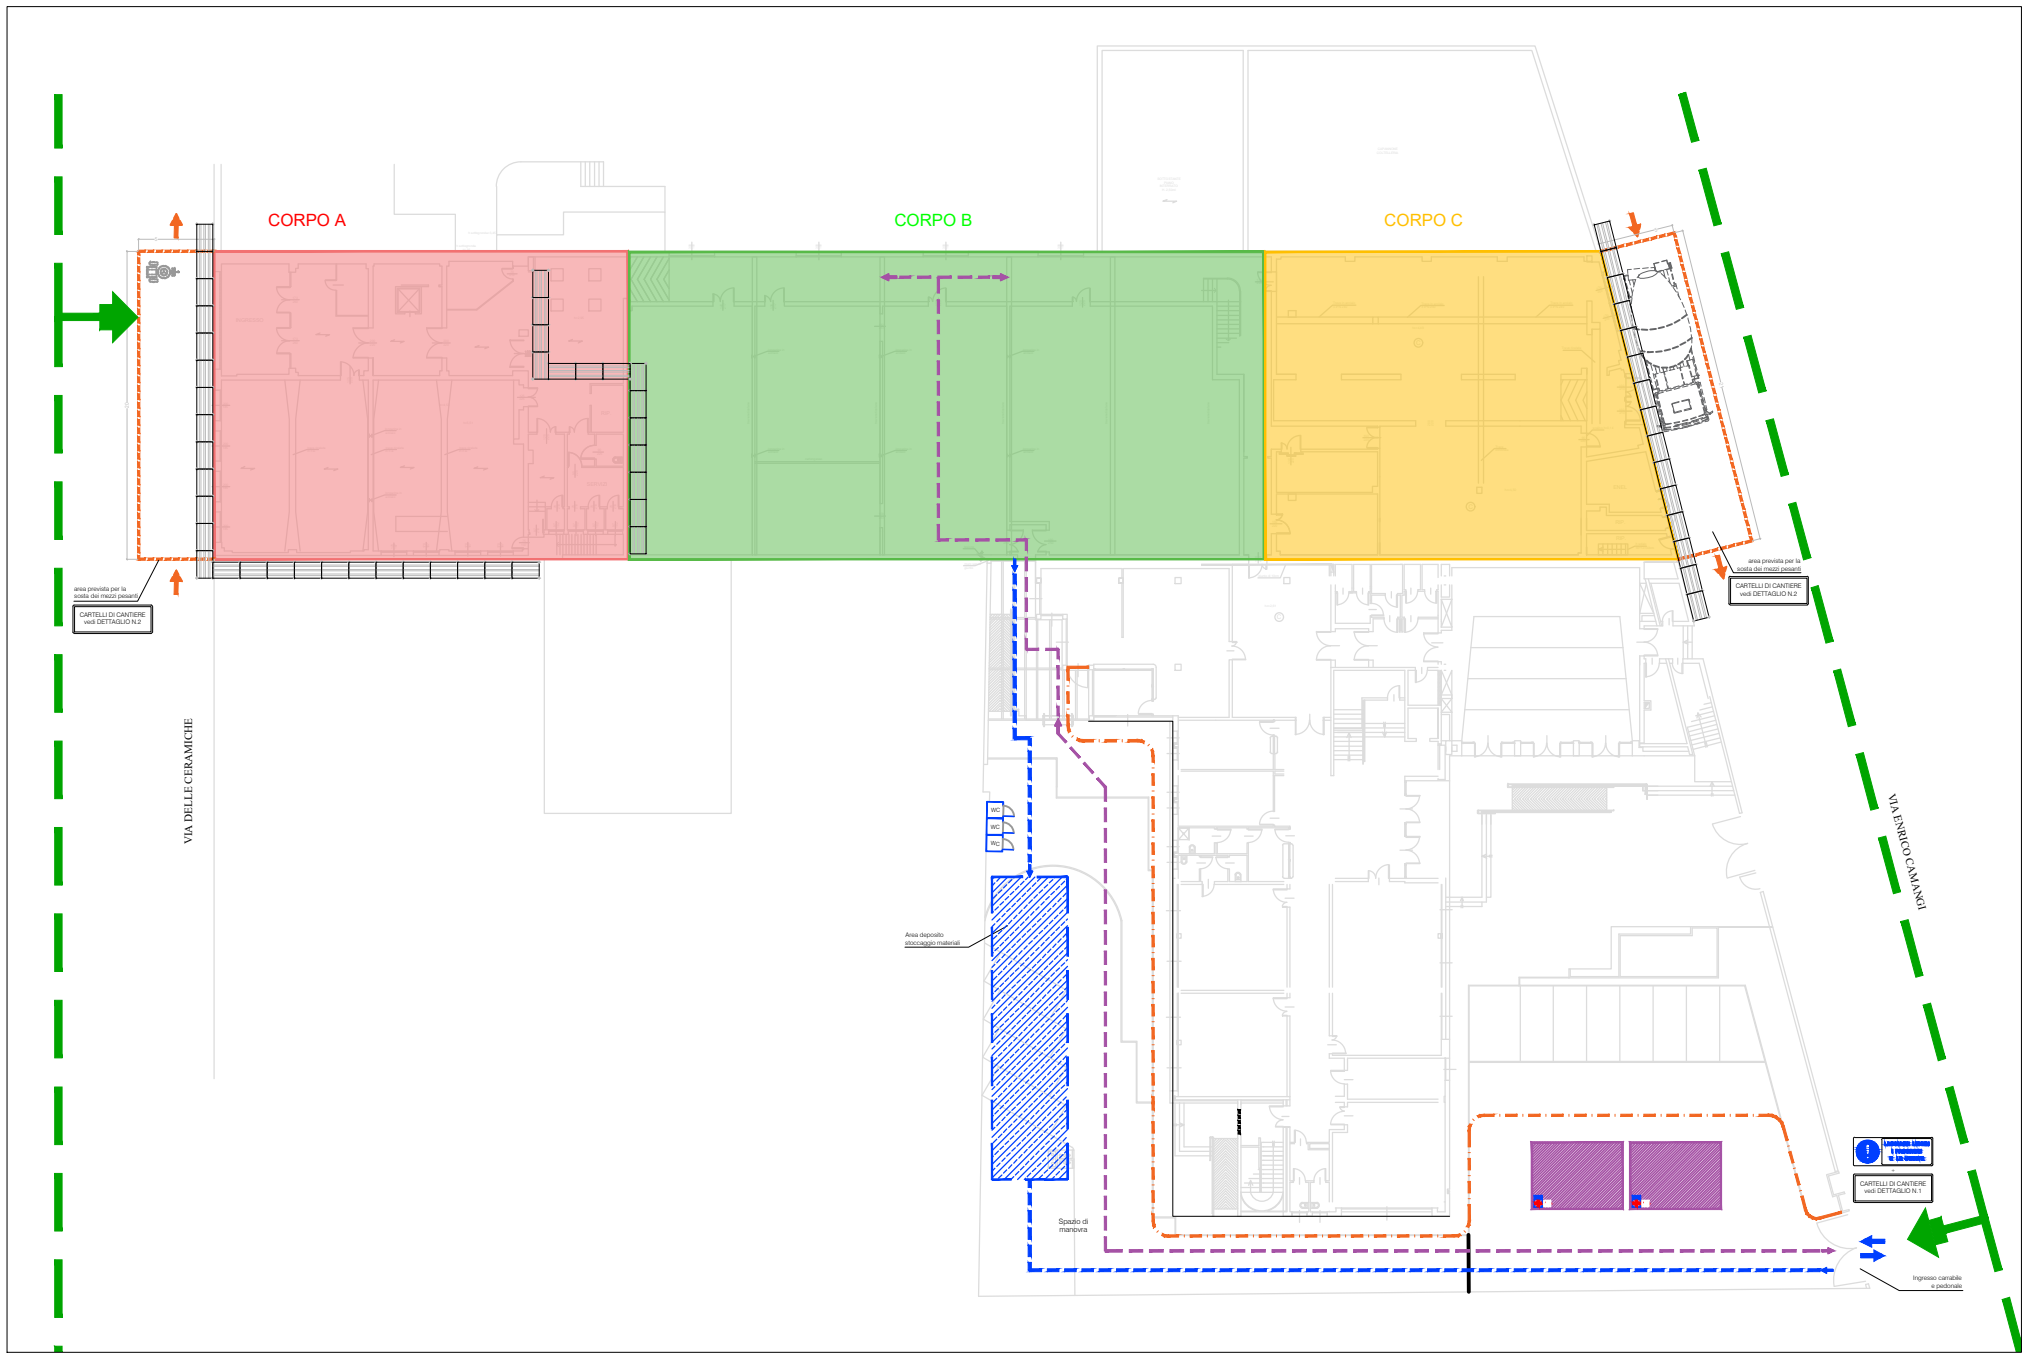 CORPO A
CORPO B
CORPO C
area prevista per la
sosta dei mezzi pesanti
CARTELLI DI CANTIERE
vedi DETTAGLIO N.2
area prevista per la
sosta dei mezzi pesanti
CARTELLI DI CANTIERE
vedi DETTAGLIO N.2
VIA DELLE CERAMICHE
VIA ENRICO CAMANGI
WC
WC
WC
Area deposito
stoccaggio materiali
Spazio di
manovra
CARTELLI DI CANTIERE
vedi DETTAGLIO N.1
Ingresso carrabile
e pedonale